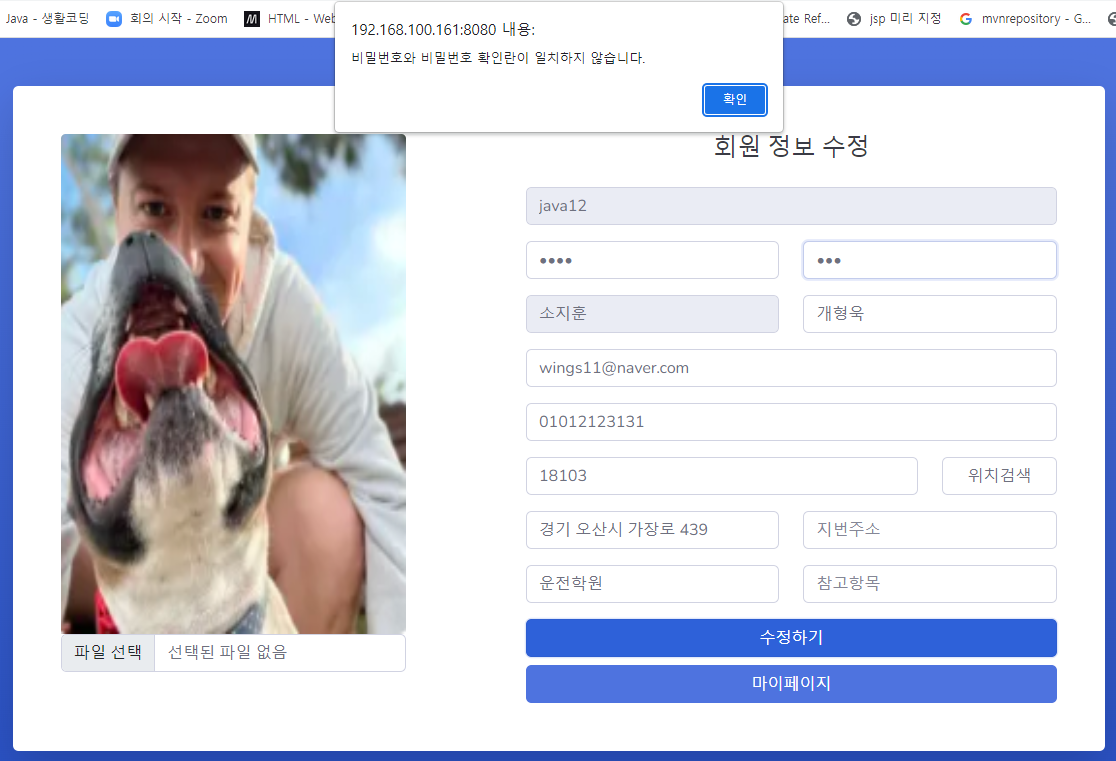 Java - 생활코딩 회의 시작 - Zoom HTML - Web ate Ref... jsp 미리 지정 mvnrepository - G...
192.168.100.161:8080 내용:
비밀번호와 비밀번호 확인란이 일치하지 않습니다.
확인
회원 정보 수정
java12
소지훈 개형욱
wings11@naver.com
01012123131
18103 위치검색
경기 오산시 가장로 439 지번주소
운전학원 참고항목
수정하기
마이페이지
파일 선택 선택된 파일 없음